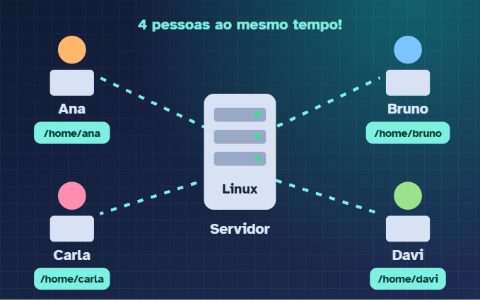 4 pessoas ao mesmo tempo!
Ana
/home/ana
Bruno
/home/bruno
Linux
Servidor
Carla
/home/carla
Davi
/home/davi